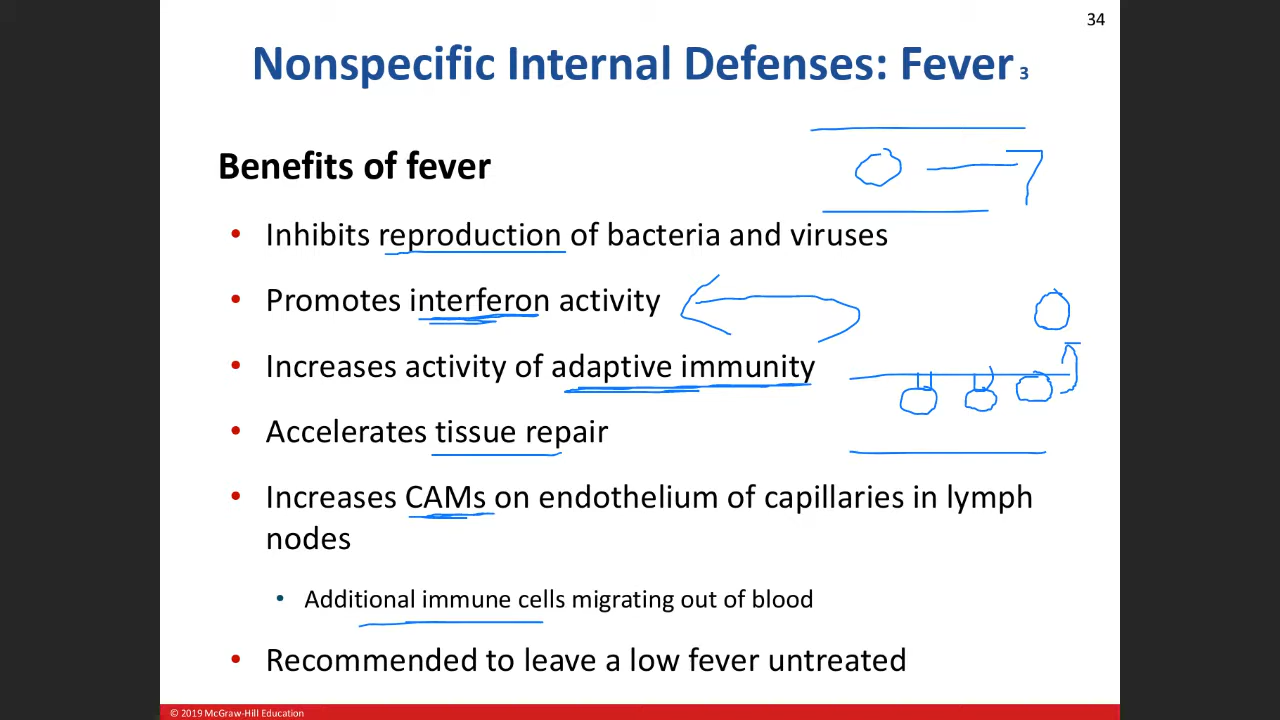 34
Nonspecific Internal Defenses: Fever 3
Benefits of fever
• Inhibits reproduction of bacteria and viruses
• Promotes interferon activity
• Increases activity of adaptive immunity
• Accelerates tissue repair
• Increases CAMs on endothelium of capillaries in lymph
nodes
• Additional immune cells migrating out of blood
• Recommended to leave a low fever untreated
© 2019 McGraw-Hill Education